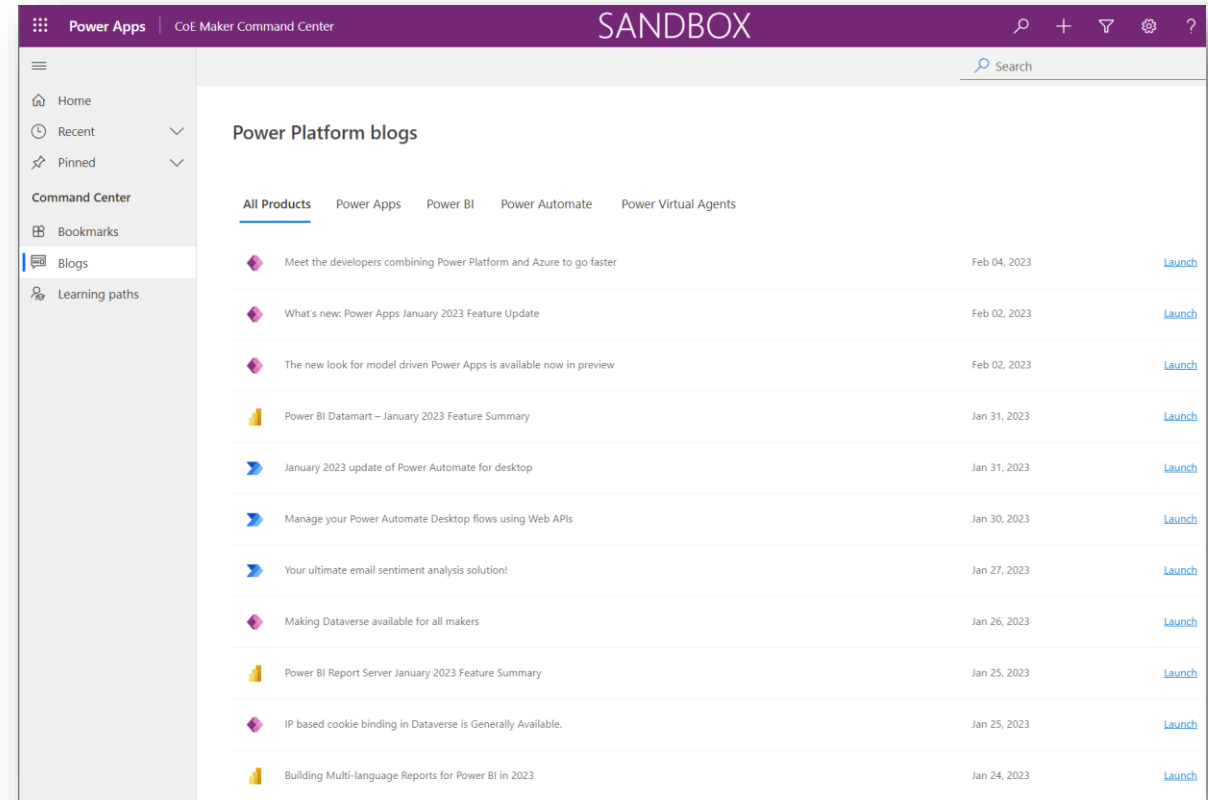 Power Apps CoE Maker Command Center SANDBOX ?
Search
Home
Recent
Pinned
Command Center
Bookmarks
Blogs
Learning paths
Power Platform blogs
All Products Power Apps Power BI Power Automate Power Virtual Agents
Meet the developers combining Power Platform and Azure to go faster Feb 04, 2023 Launch
What's new: Power Apps January 2023 Feature Update Feb 02, 2023 Launch
The new look for model driven Power Apps is available now in preview Feb 02, 2023 Launch
Power BI Datamart – January 2023 Feature Summary Jan 31, 2023 Launch
January 2023 update of Power Automate for desktop Jan 31, 2023 Launch
Manage your Power Automate Desktop flows using Web APIs Jan 30, 2023 Launch
Your ultimate email sentiment analysis solution! Jan 27, 2023 Launch
Making Dataverse available for all makers Jan 26, 2023 Launch
Power BI Report Server January 2023 Feature Summary Jan 25, 2023 Launch
IP based cookie binding in Dataverse is Generally Available. Jan 25, 2023 Launch
Building Multi-language Reports for Power BI in 2023 Jan 24, 2023 Launch